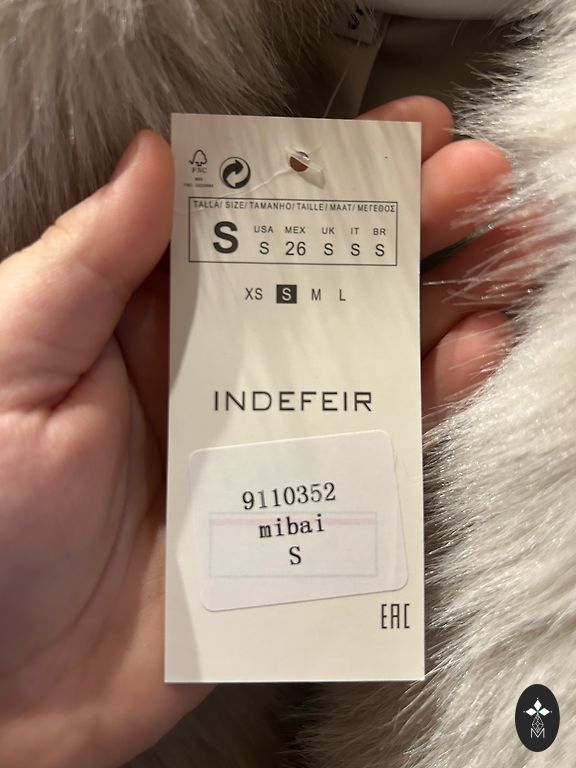 FSC
TALLA/ SIZE/ TAMANHO/ TAILLE/ MAAT/ ΜΕΓΕΘΟΣ
S
USA MEX UK IT BR
S 26 S S S
XS S M L
INDEFEIR
9110352
mibai
S
EAC
M